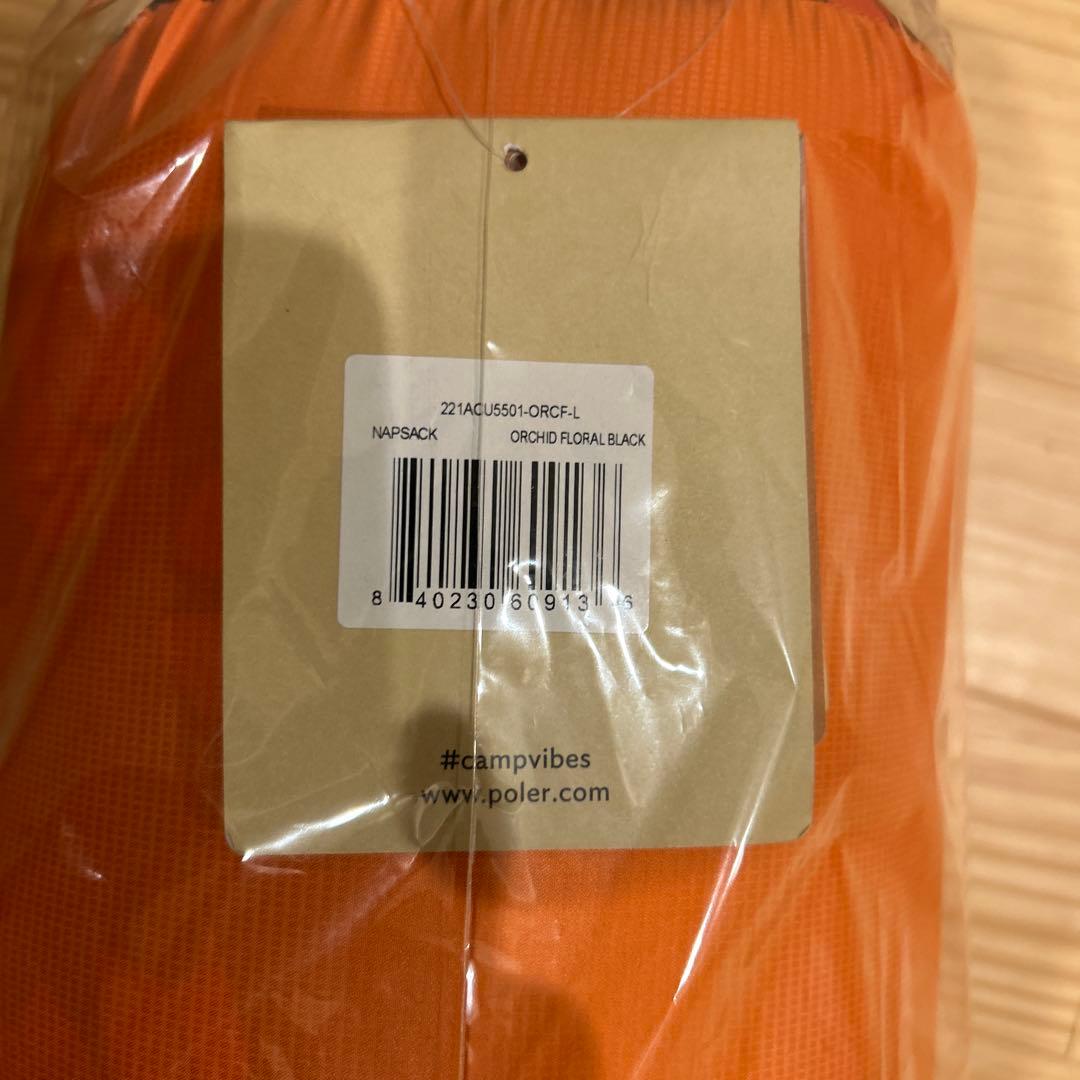 221ACU5501-ORCF-L
NAPSACK ORCHID FLORAL BLACK
8 40230 60913 6
#campvibes
www.poler.com